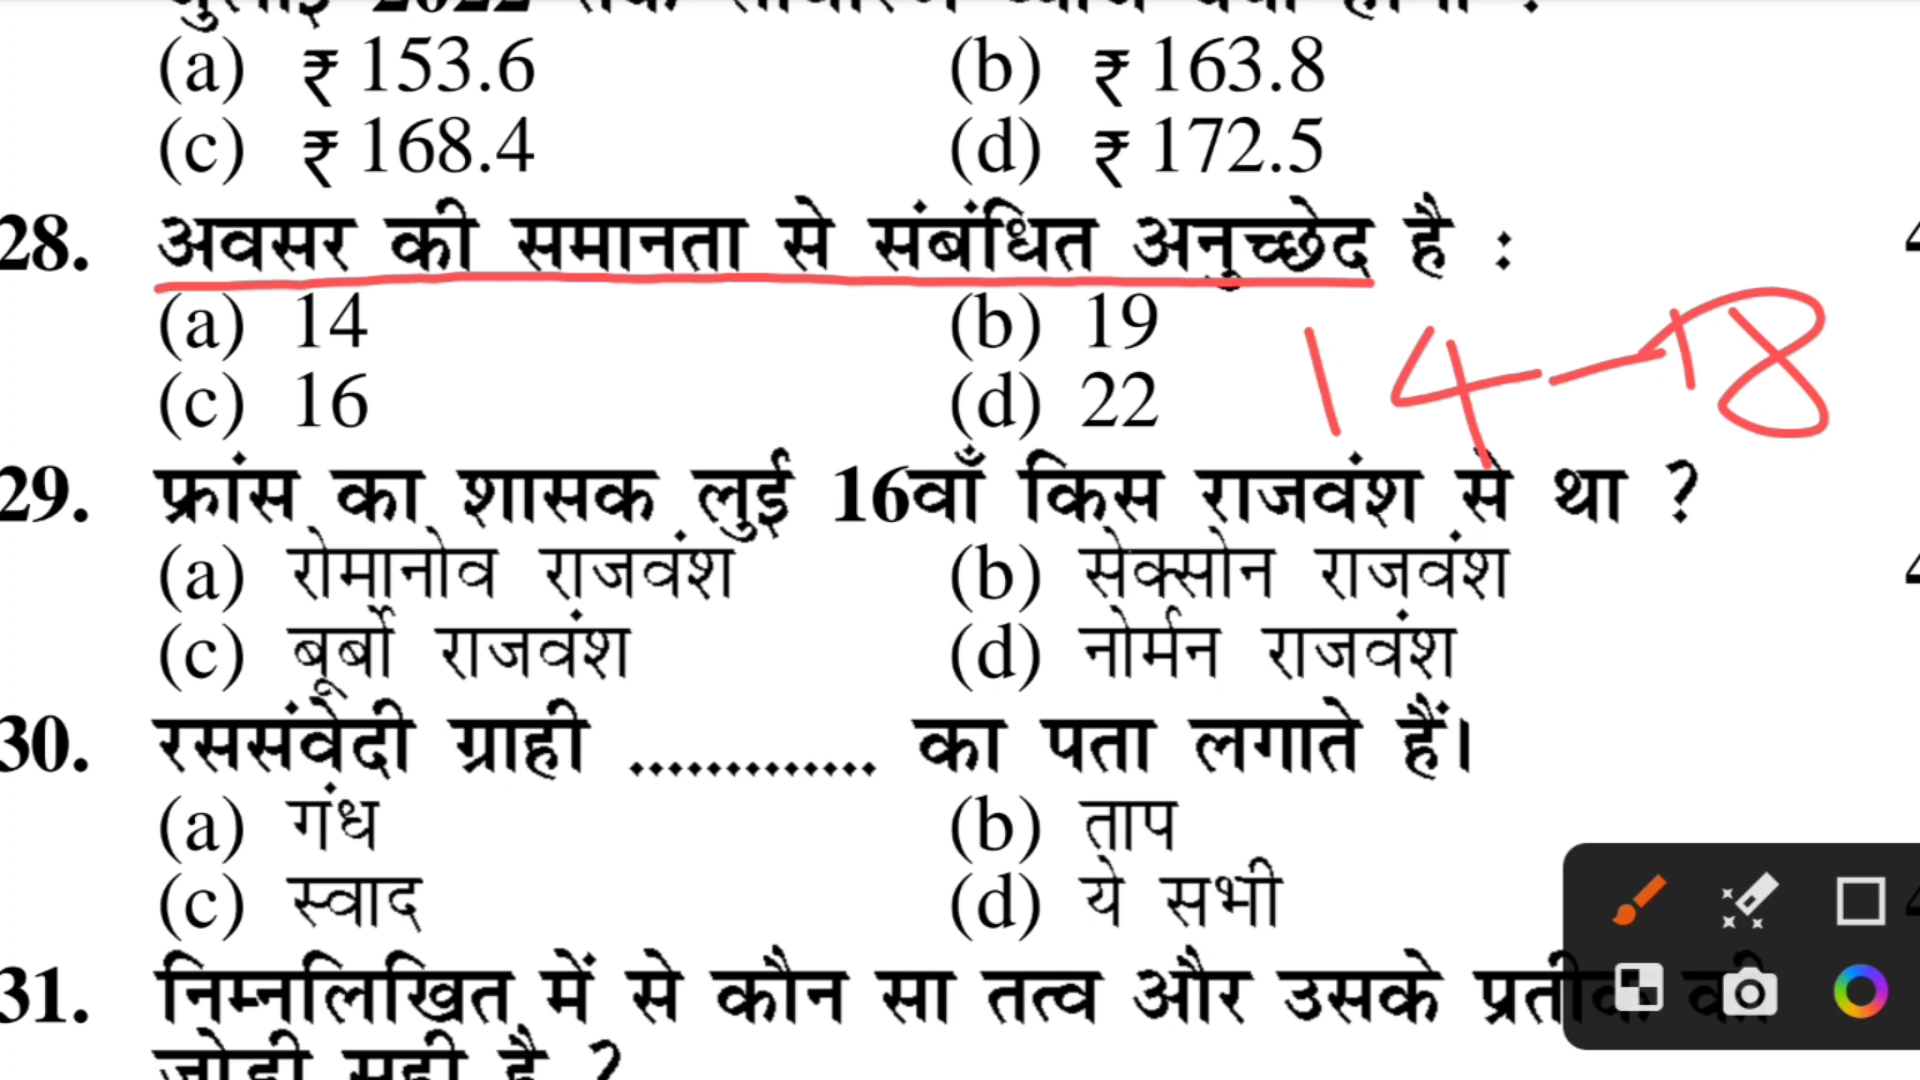 (a) ₹ 153.6 (b) ₹ 163.8
(c) ₹ 168.4 (d) ₹ 172.5
28. अवसर की समानता से संबंधित अनुच्छेद है :
(a) 14 (b) 19
14-18
(c) 16 (d) 22
29. फ्रांस का शासक लुई 16वाँ किस राजवंश से था ?
(a) रोमानोव राजवंश (b) सेक्सोन राजवंश
(c) बूर्बो राजवंश (d) नोर्मन राजवंश
30. रससंवेदी ग्राही ............. का पता लगाते हैं।
(a) गंध (b) ताप
(c) स्वाद (d) ये सभी
31. निम्नलिखित में से कौन सा तत्व और उसके प्रतीक की
जोड़ी सही है ?